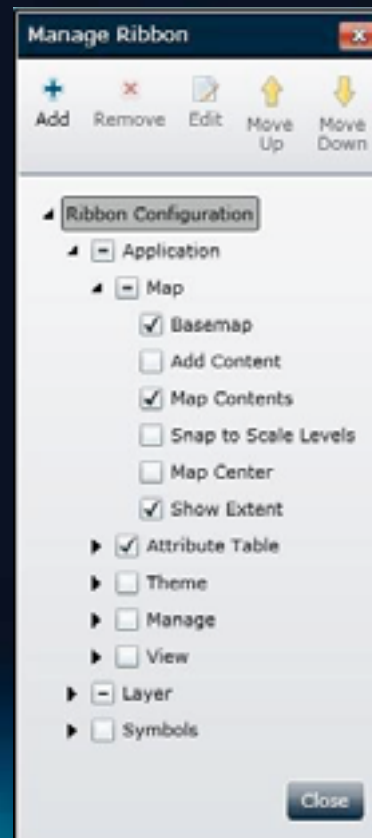 Manage Ribbon
Add Remove Edit Move Up Move Down
Ribbon Configuration
Application
Map
Basemap
Add Content
Map Contents
Snap to Scale Levels
Map Center
Show Extent
Attribute Table
Theme
Manage
View
Layer
Symbols
Close